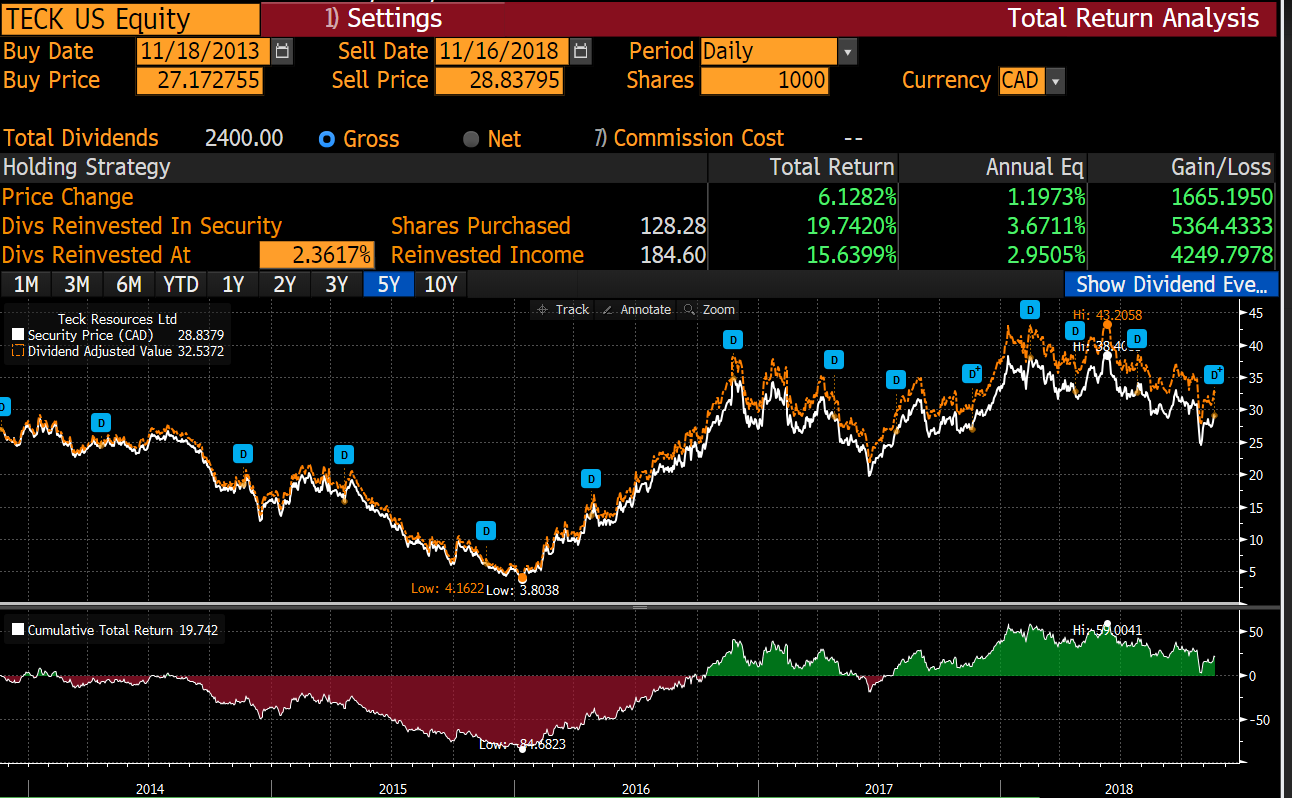 TECK US Equity 1) Settings Total Return Analysis
Buy Date 11/18/2013 Sell Date 11/16/2018 Period Daily
Buy Price 27.172755 Sell Price 28.83795 Shares 1000 Currency CAD
Total Dividends 2400.00 Gross Net 7) Commission Cost --
Holding Strategy Total Return Annual Eq Gain/Loss
Price Change 6.1282% 1.1973% 1665.1950
Divs Reinvested In Security Shares Purchased 128.28 19.7420% 3.6711% 5364.4333
Divs Reinvested At 2.3617% Reinvested Income 184.60 15.6399% 2.9505% 4249.7978
1M 3M 6M YTD 1Y 2Y 3Y 5Y 10Y Show Dividend Eve...
Track Annotate Zoom
Teck Resources Ltd
Security Price (CAD) 28.8379
Dividend Adjusted Value 32.5372
D D D D D D D D D D+ D D D D+
Hi: 43.2058
Low: 4.1622 Low: 3.8038
45
40
35
30
25
20
15
10
5
Cumulative Total Return 19.742
Hi: 59.0041
Low: -84.6823
50
0
-50
2014 2015 2016 2017 2018